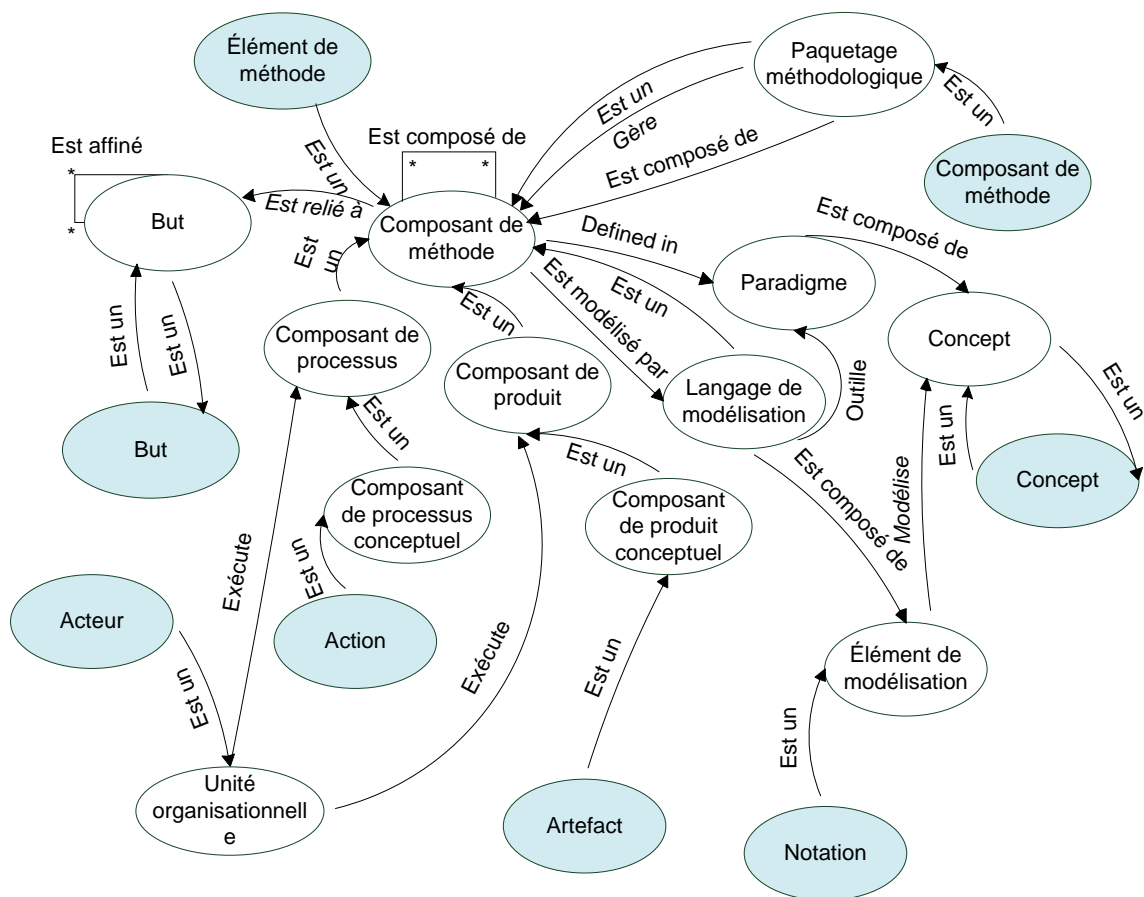 Élément de
méthode
Paquetage
méthodologique
Est un
Gère
Est un
Est composé de
Est affiné
*
*
Est un
*
*
Est composé de
Composant de
méthode
But
Est relié à
Composant de
méthode
Est composé de
Defined in
Est
un
Est un
Paradigme
Est modélisé par
Est un
Est un
Est un
Composant de
processus
Concept
Composant de
produit
Langage de
modélisation
Outille
Est un
Est un
Est un
But
Est un
Concept
Composant
de processus
conceptuel
Composant
de produit
conceptuel
Est composé de
Modélise
Exécute
Est un
Acteur
Action
Exécute
Est un
Est un
Élément de
modélisation
Est un
Unité
organisationnell
e
Artefact
Notation